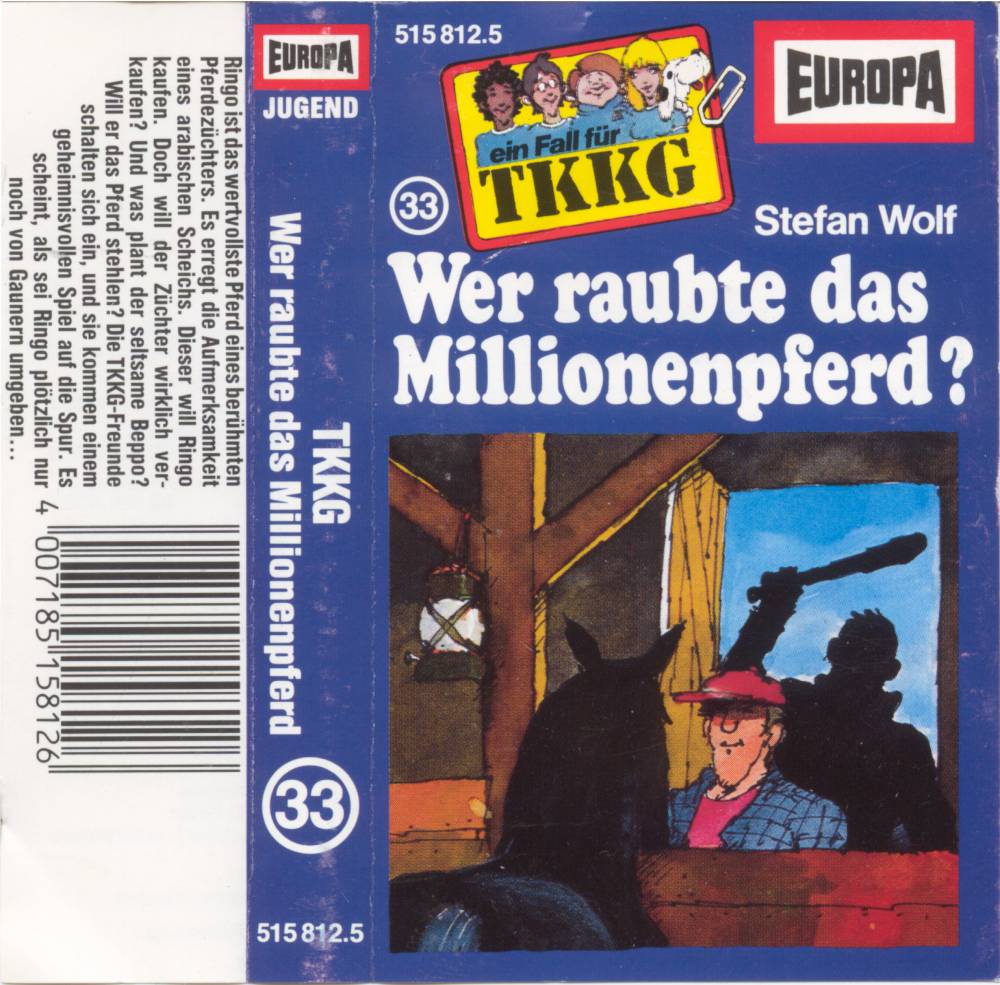 Ringo ist das wertvollste Pferd eines berühmten
Pferdezüchters. Es erregt die Aufmerksamkeit
eines arabischen Scheichs. Dieser will Ringo
kaufen. Doch will der Züchter wirklich ver-
kaufen? Und was plant der seltsame Beppo?
Will er das Pferd stehlen? Die TKKG-Freunde
schalten sich ein, und sie kommen einem
geheimnisvollen Spiel auf die Spur. Es
scheint, als sei Ringo plötzlich nur
noch von Gaunern umgeben...
4 007185 158126
EUROPA
JUGEND
TKKG
Wer raubte das Millionenpferd
33
515 812.5
515 812.5
ein Fall für
TKKG
33
EUROPA
Stefan Wolf
Wer raubte das
Millionenpferd?